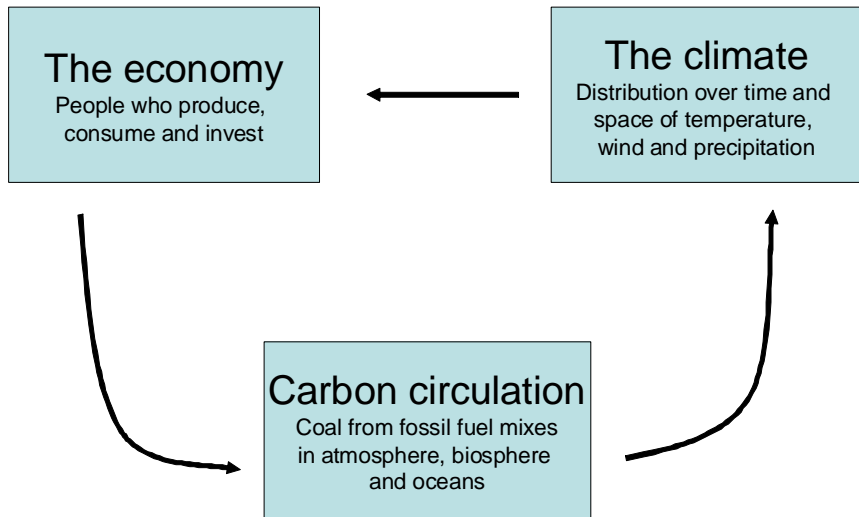 The economy
People who produce,
consume and invest
The climate
Distribution over time and
space of temperature,
wind and precipitation
Carbon circulation
Coal from fossil fuel mixes
in atmosphere, biosphere
and oceans